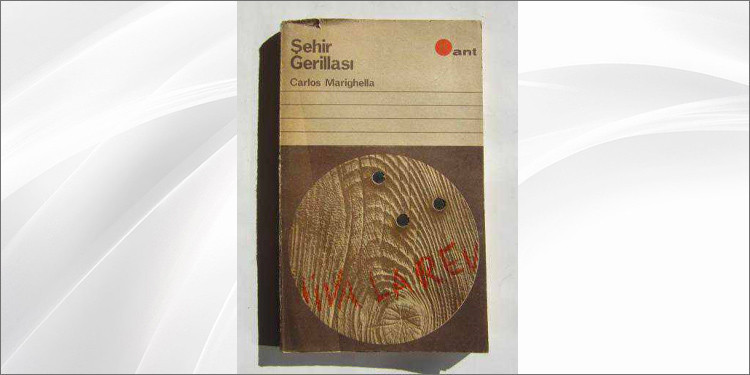 Şehir
Gerillası
ant
Carlos Marighella
VIVA LA REV